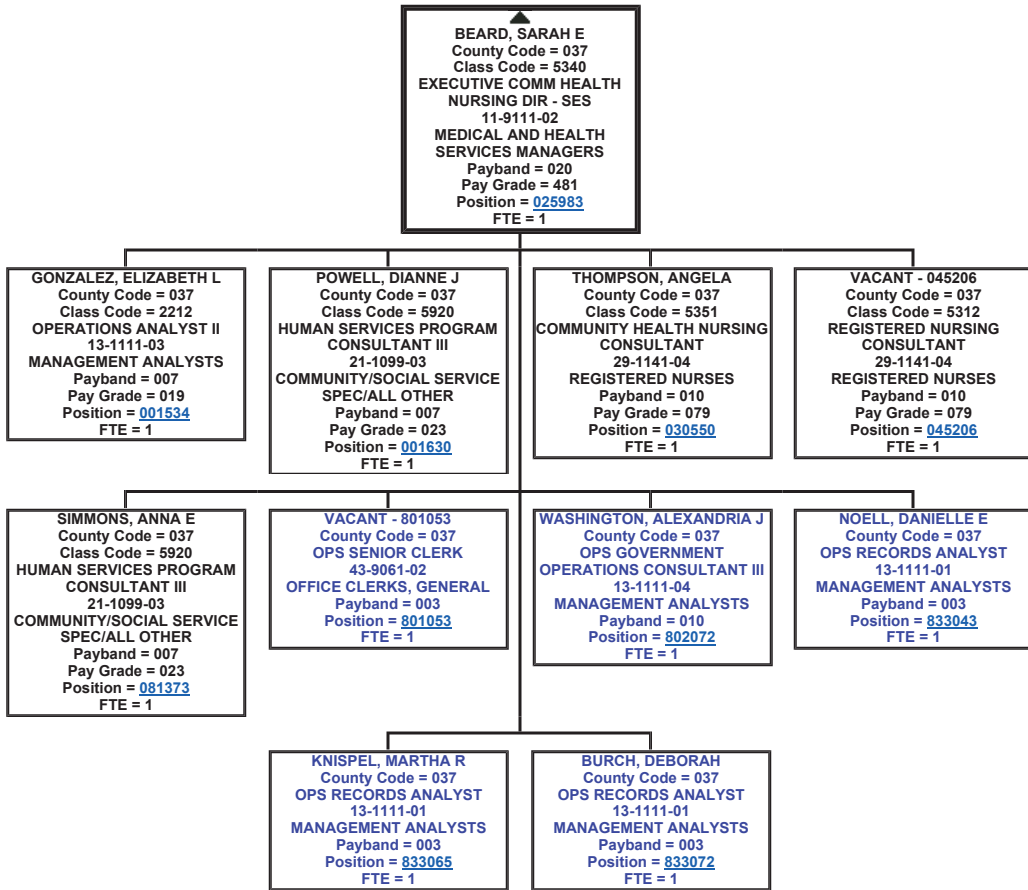 BEARD, SARAH E
County Code = 037
Class Code = 5340
EXECUTIVE COMM HEALTH
NURSING DIR - SES
11-9111-02
MEDICAL AND HEALTH
SERVICES MANAGERS
Payband = 020
Pay Grade = 481
Position = 025983
FTE = 1
GONZALEZ, ELIZABETH L
County Code = 037
Class Code = 2212
OPERATIONS ANALYST II
13-1111-03
MANAGEMENT ANALYSTS
Payband = 007
Pay Grade = 019
Position = 001534
FTE = 1
POWELL, DIANNE J
County Code = 037
Class Code = 5920
HUMAN SERVICES PROGRAM
CONSULTANT III
21-1099-03
COMMUNITY/SOCIAL SERVICE
SPEC/ALL OTHER
Payband = 007
Pay Grade = 023
Position = 001630
FTE = 1
THOMPSON, ANGELA
County Code = 037
Class Code = 5351
COMMUNITY HEALTH NURSING
CONSULTANT
29-1141-04
REGISTERED NURSES
Payband = 010
Pay Grade = 079
Position = 030550
FTE = 1
VACANT - 045206
County Code = 037
Class Code = 5312
REGISTERED NURSING
CONSULTANT
29-1141-04
REGISTERED NURSES
Payband = 010
Pay Grade = 079
Position = 045206
FTE = 1
SIMMONS, ANNA E
County Code = 037
Class Code = 5920
HUMAN SERVICES PROGRAM
CONSULTANT III
21-1099-03
COMMUNITY/SOCIAL SERVICE
SPEC/ALL OTHER
Payband = 007
Pay Grade = 023
Position = 081373
FTE = 1
VACANT - 801053
County Code = 037
OPS SENIOR CLERK
43-9061-02
OFFICE CLERKS, GENERAL
Payband = 003
Position = 801053
FTE = 1
WASHINGTON, ALEXANDRIA J
County Code = 037
OPS GOVERNMENT
OPERATIONS CONSULTANT III
13-1111-04
MANAGEMENT ANALYSTS
Payband = 010
Position = 802072
FTE = 1
NOELL, DANIELLE E
County Code = 037
OPS RECORDS ANALYST
13-1111-01
MANAGEMENT ANALYSTS
Payband = 003
Position = 833043
FTE = 1
KNISPEL, MARTHA R
County Code = 037
OPS RECORDS ANALYST
13-1111-01
MANAGEMENT ANALYSTS
Payband = 003
Position = 833065
FTE = 1
BURCH, DEBORAH
County Code = 037
OPS RECORDS ANALYST
13-1111-01
MANAGEMENT ANALYSTS
Payband = 003
Position = 833072
FTE = 1